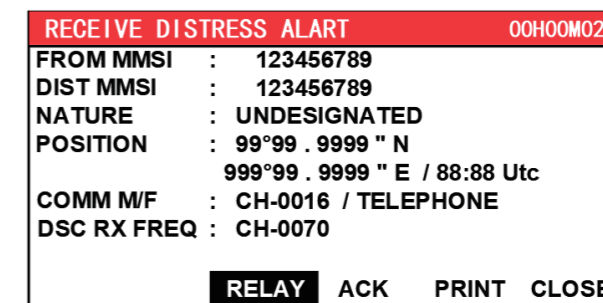 RECEIVE DISTRESS ALART 00H00M02
FROM MMSI : 123456789
DIST MMSI : 123456789
NATURE : UNDESIGNATED
POSITION : 99°99 . 9999 " N
999°99 . 9999 " E / 88:88 Utc
COMM M/F : CH-0016 / TELEPHONE
DSC RX FREQ : CH-0070
RELAY ACK PRINT CLOSE